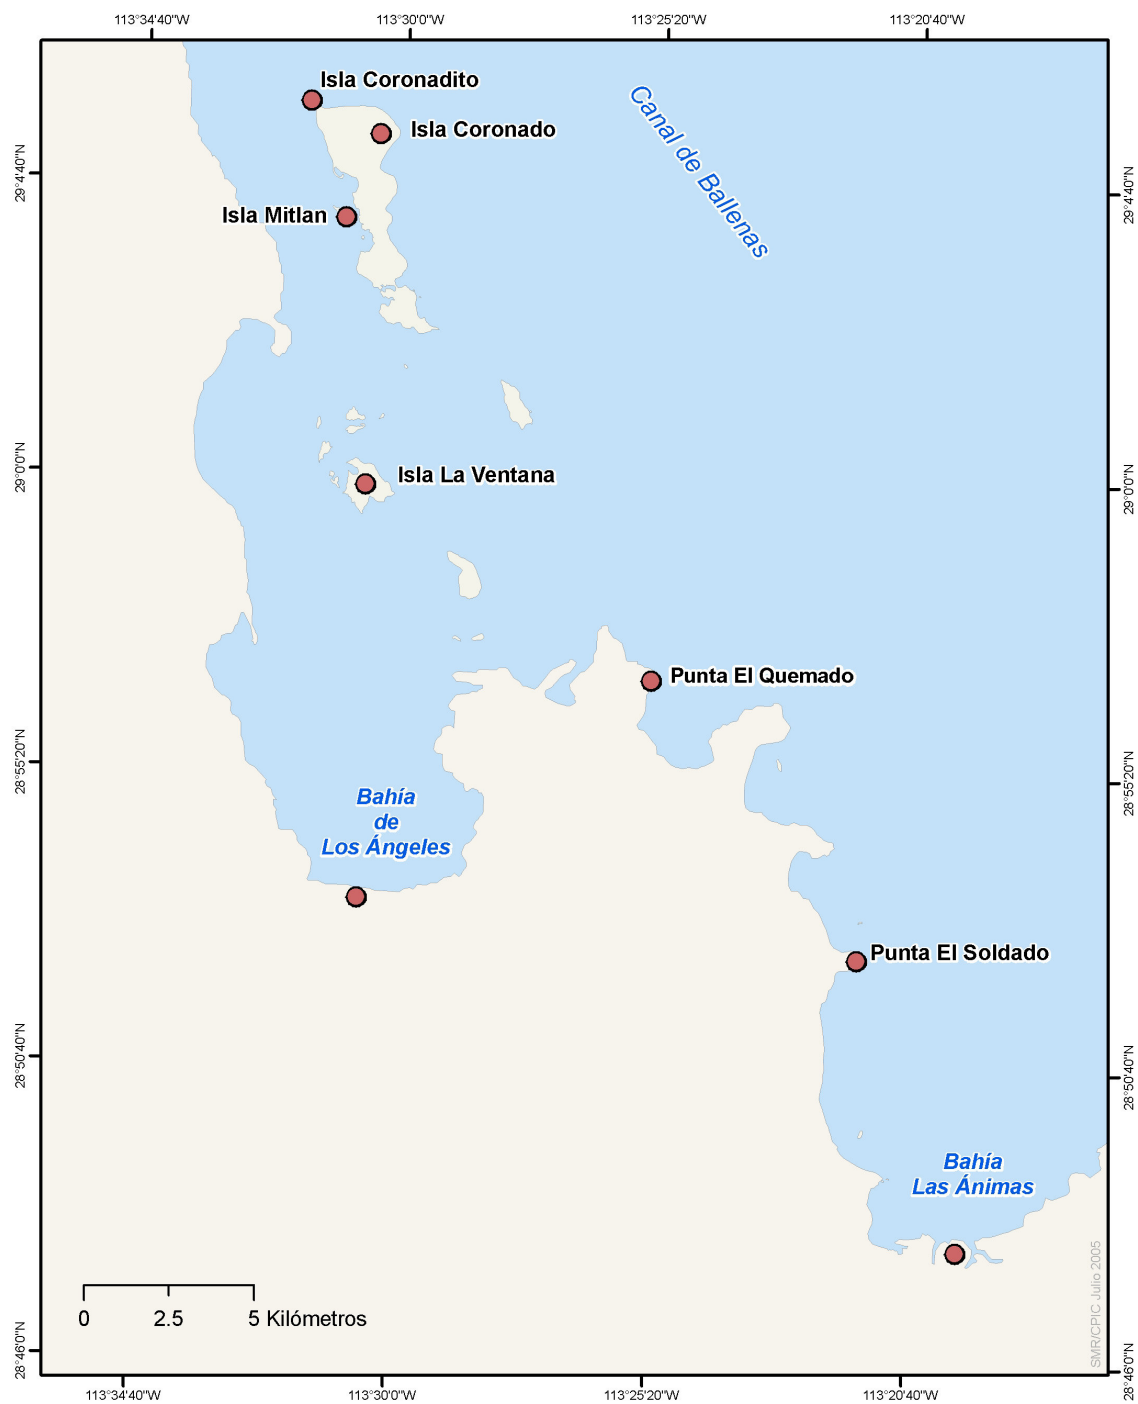 113°34'40"W
113°30'0"W
113°25'20"W
113°20'40"W
Isla Coronadito
Isla Coronado
Canal de Ballenas
29°4'40"N
29°4'40"N
Isla Mitlan
29°0'0"N
29°0'0"N
Isla La Ventana
Punta El Quemado
28°55'20"N
28°55'20"N
Bahía
de
Los Ángeles
Punta El Soldado
28°50'40"N
28°50'40"N
Bahía
Las Ánimas
SMR/CPIC Julio 2005
0 2.5 5 Kilómetros
28°46'0"N
28°46'0"N
113°34'40"W
113°30'0"W
113°25'20"W
113°20'40"W